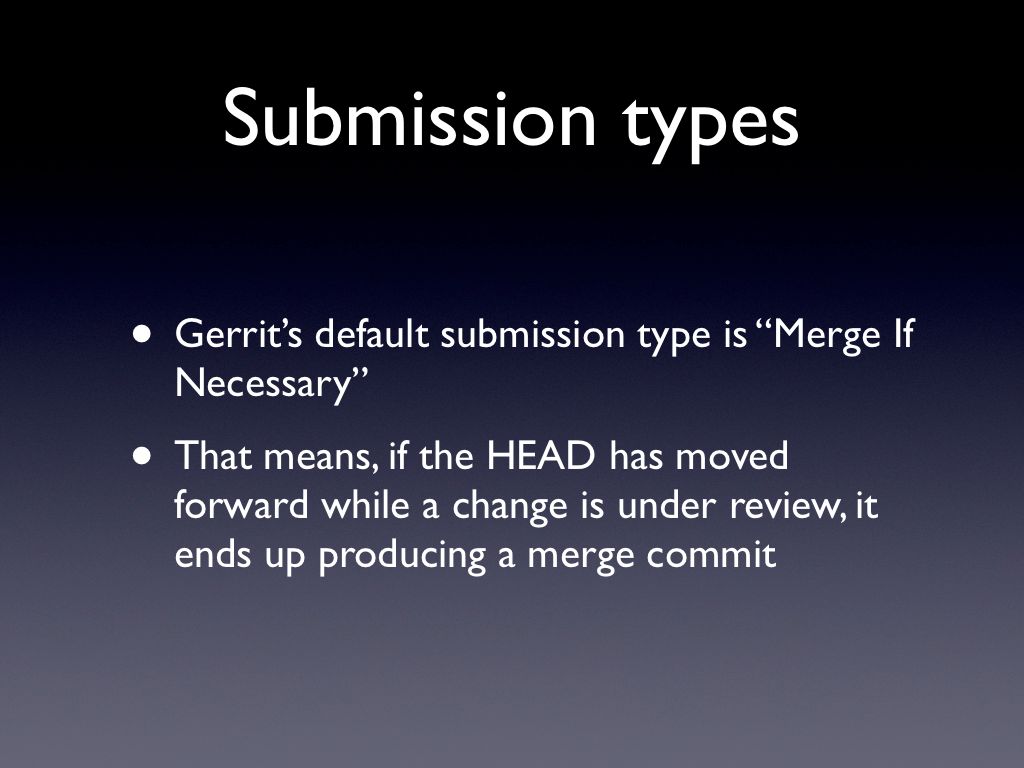 Submission types
• Gerrit’s default submission type is “Merge If
Necessary”
• That means, if the HEAD has moved
forward while a change is under review, it
ends up producing a merge commit